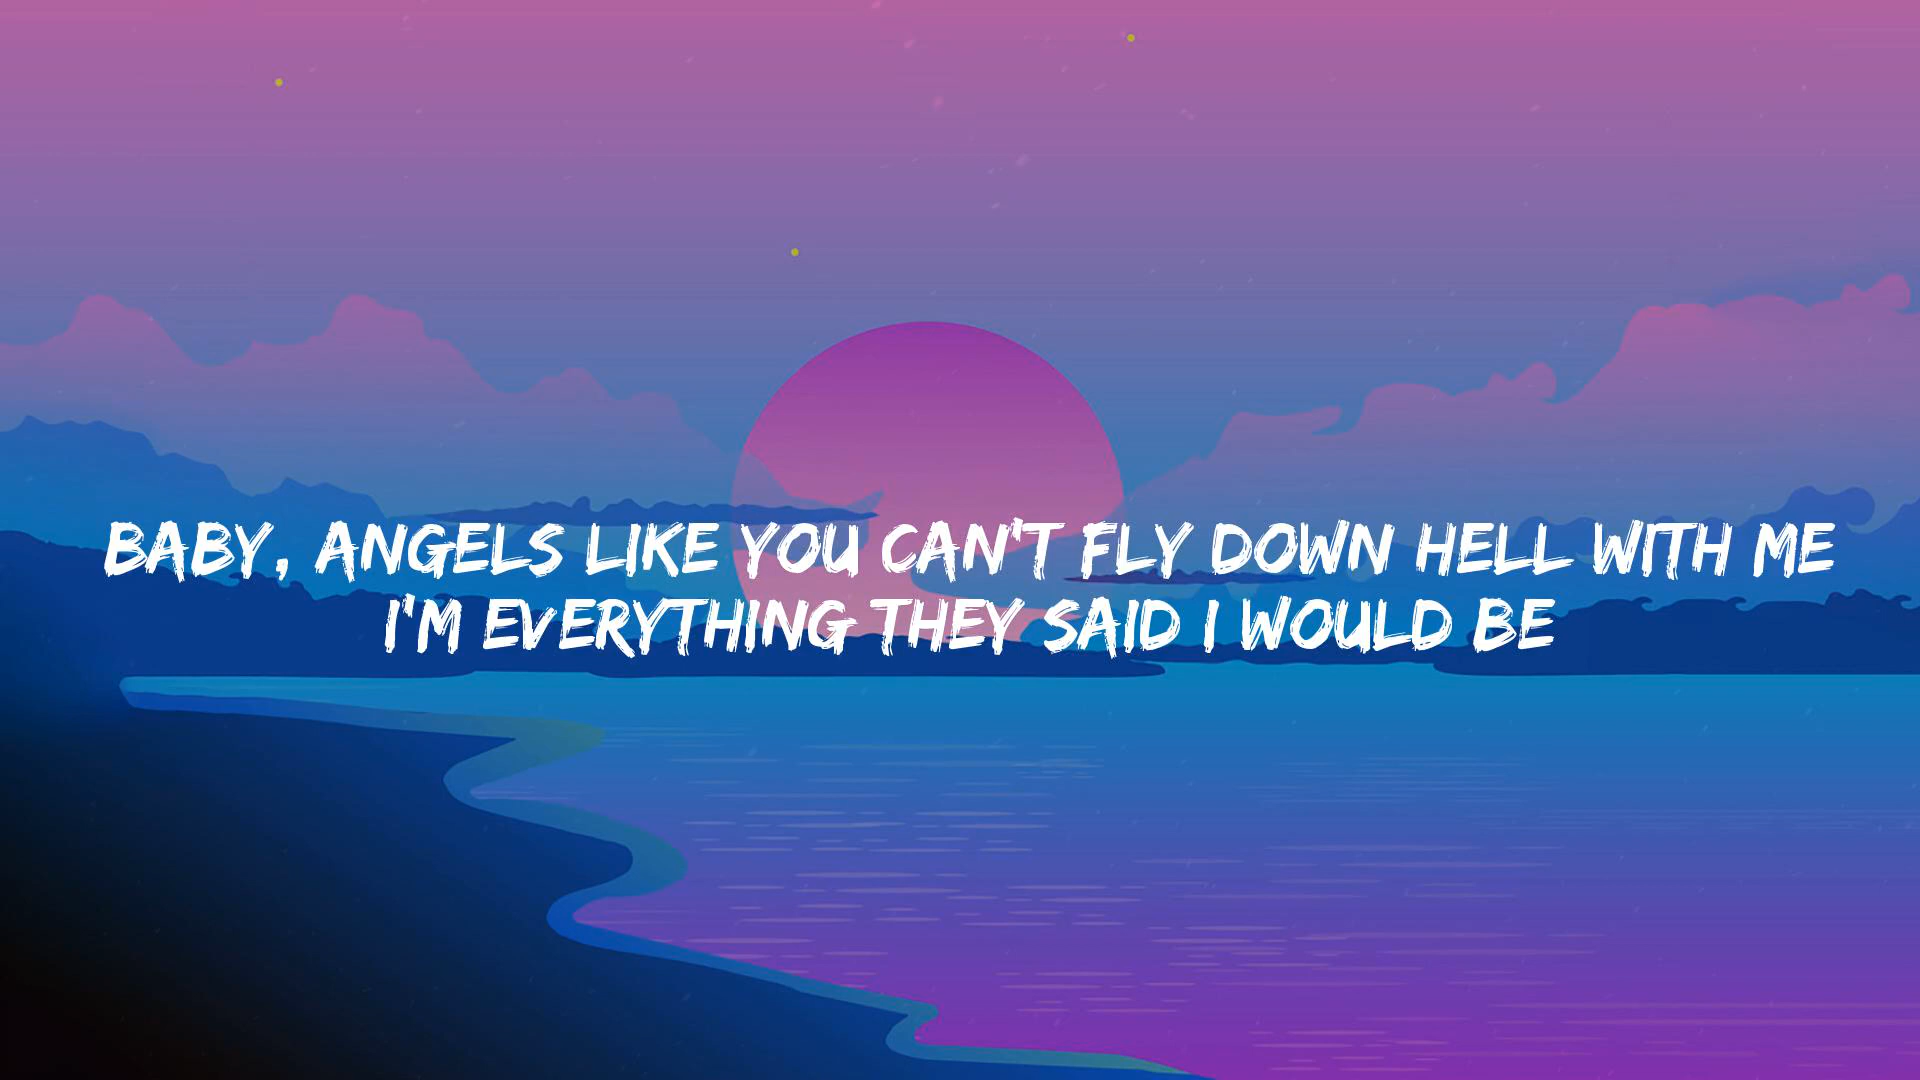 BABY, ANGELS LIKE YOU CAN'T FLY DOWN HELL WITH ME
I'M EVERYTHING THEY SAID I WOULD BE